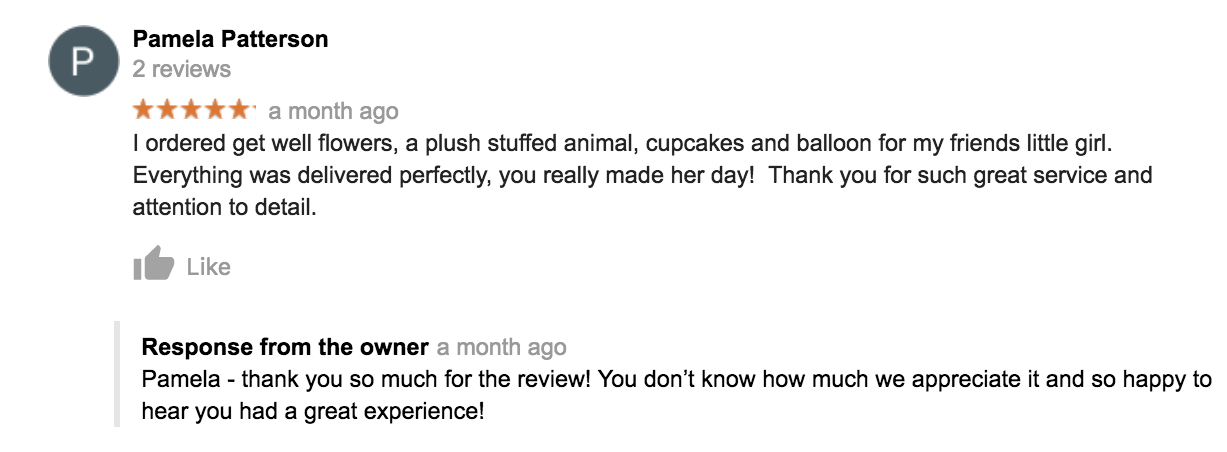 P
Pamela Patterson
2 reviews
a month ago
I ordered get well flowers, a plush stuffed animal, cupcakes and balloon for my friends little girl.
Everything was delivered perfectly, you really made her day!  Thank you for such great service and
attention to detail.
Like
Response from the owner a month ago
Pamela - thank you so much for the review! You don’t know how much we appreciate it and so happy to
hear you had a great experience!